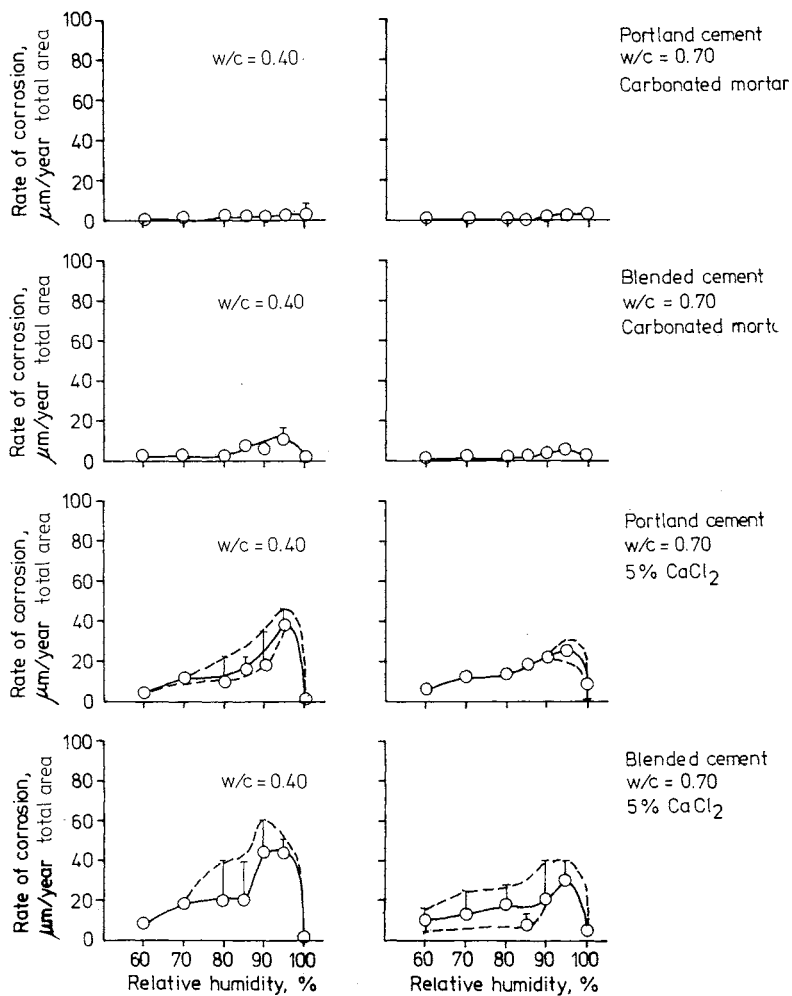 Rate of corrosion,
μm/year total area
100
80
60
40
20
0
w/c = 0.40
Portland cement
w/c = 0.70
Carbonated mortar
Rate of corrosion,
μm/year total area
100
80
60
40
20
0
w/c = 0.40
Blended cement
w/c = 0.70
Carbonated mortc
Rate of corrosion,
μm/year total area
100
80
60
40
20
0
w/c = 0.40
Portland cement
w/c = 0.70
5% CaCl2
Rate of corrosion,
μm/year total area
100
80
60
40
20
0
w/c = 0.40
Blended cement
w/c = 0.70
5% CaCl2
60 70 80 90 100
Relative humidity, %
60 70 80 90 100
Relative humidity, %